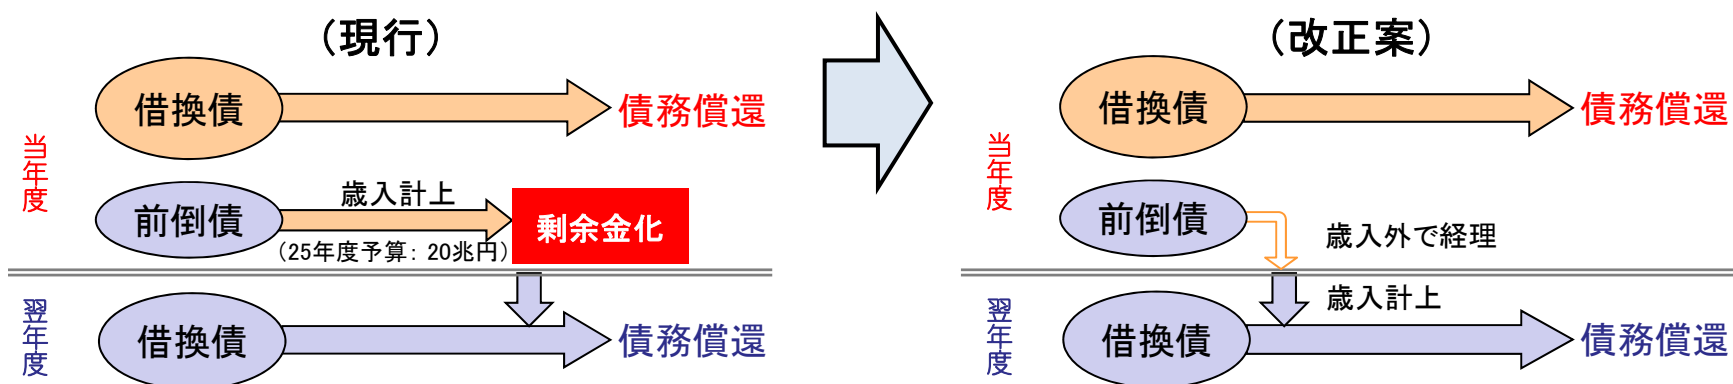 （現行）
当年度
借換債
債務償還
前倒債
歳入計上
（25年度予算：20兆円）
剰余金化
翌年度
借換債
債務償還
（改正案）
当年度
借換債
債務償還
前倒債
歳入外で経理
翌年度
歳入計上
借換債
債務償還